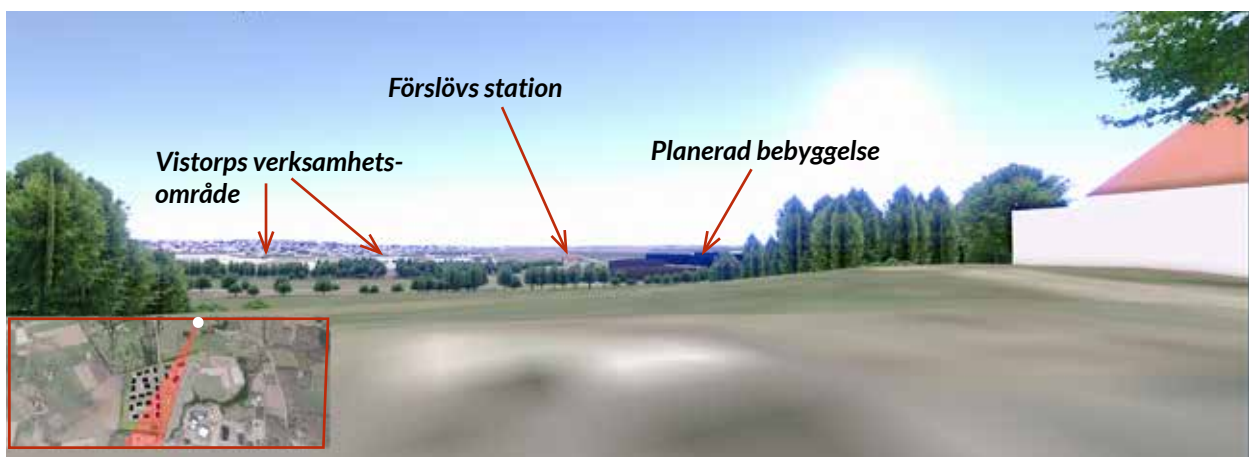 Förslövs station
Planerad bebyggelse
Vistorps verksamhets-
område